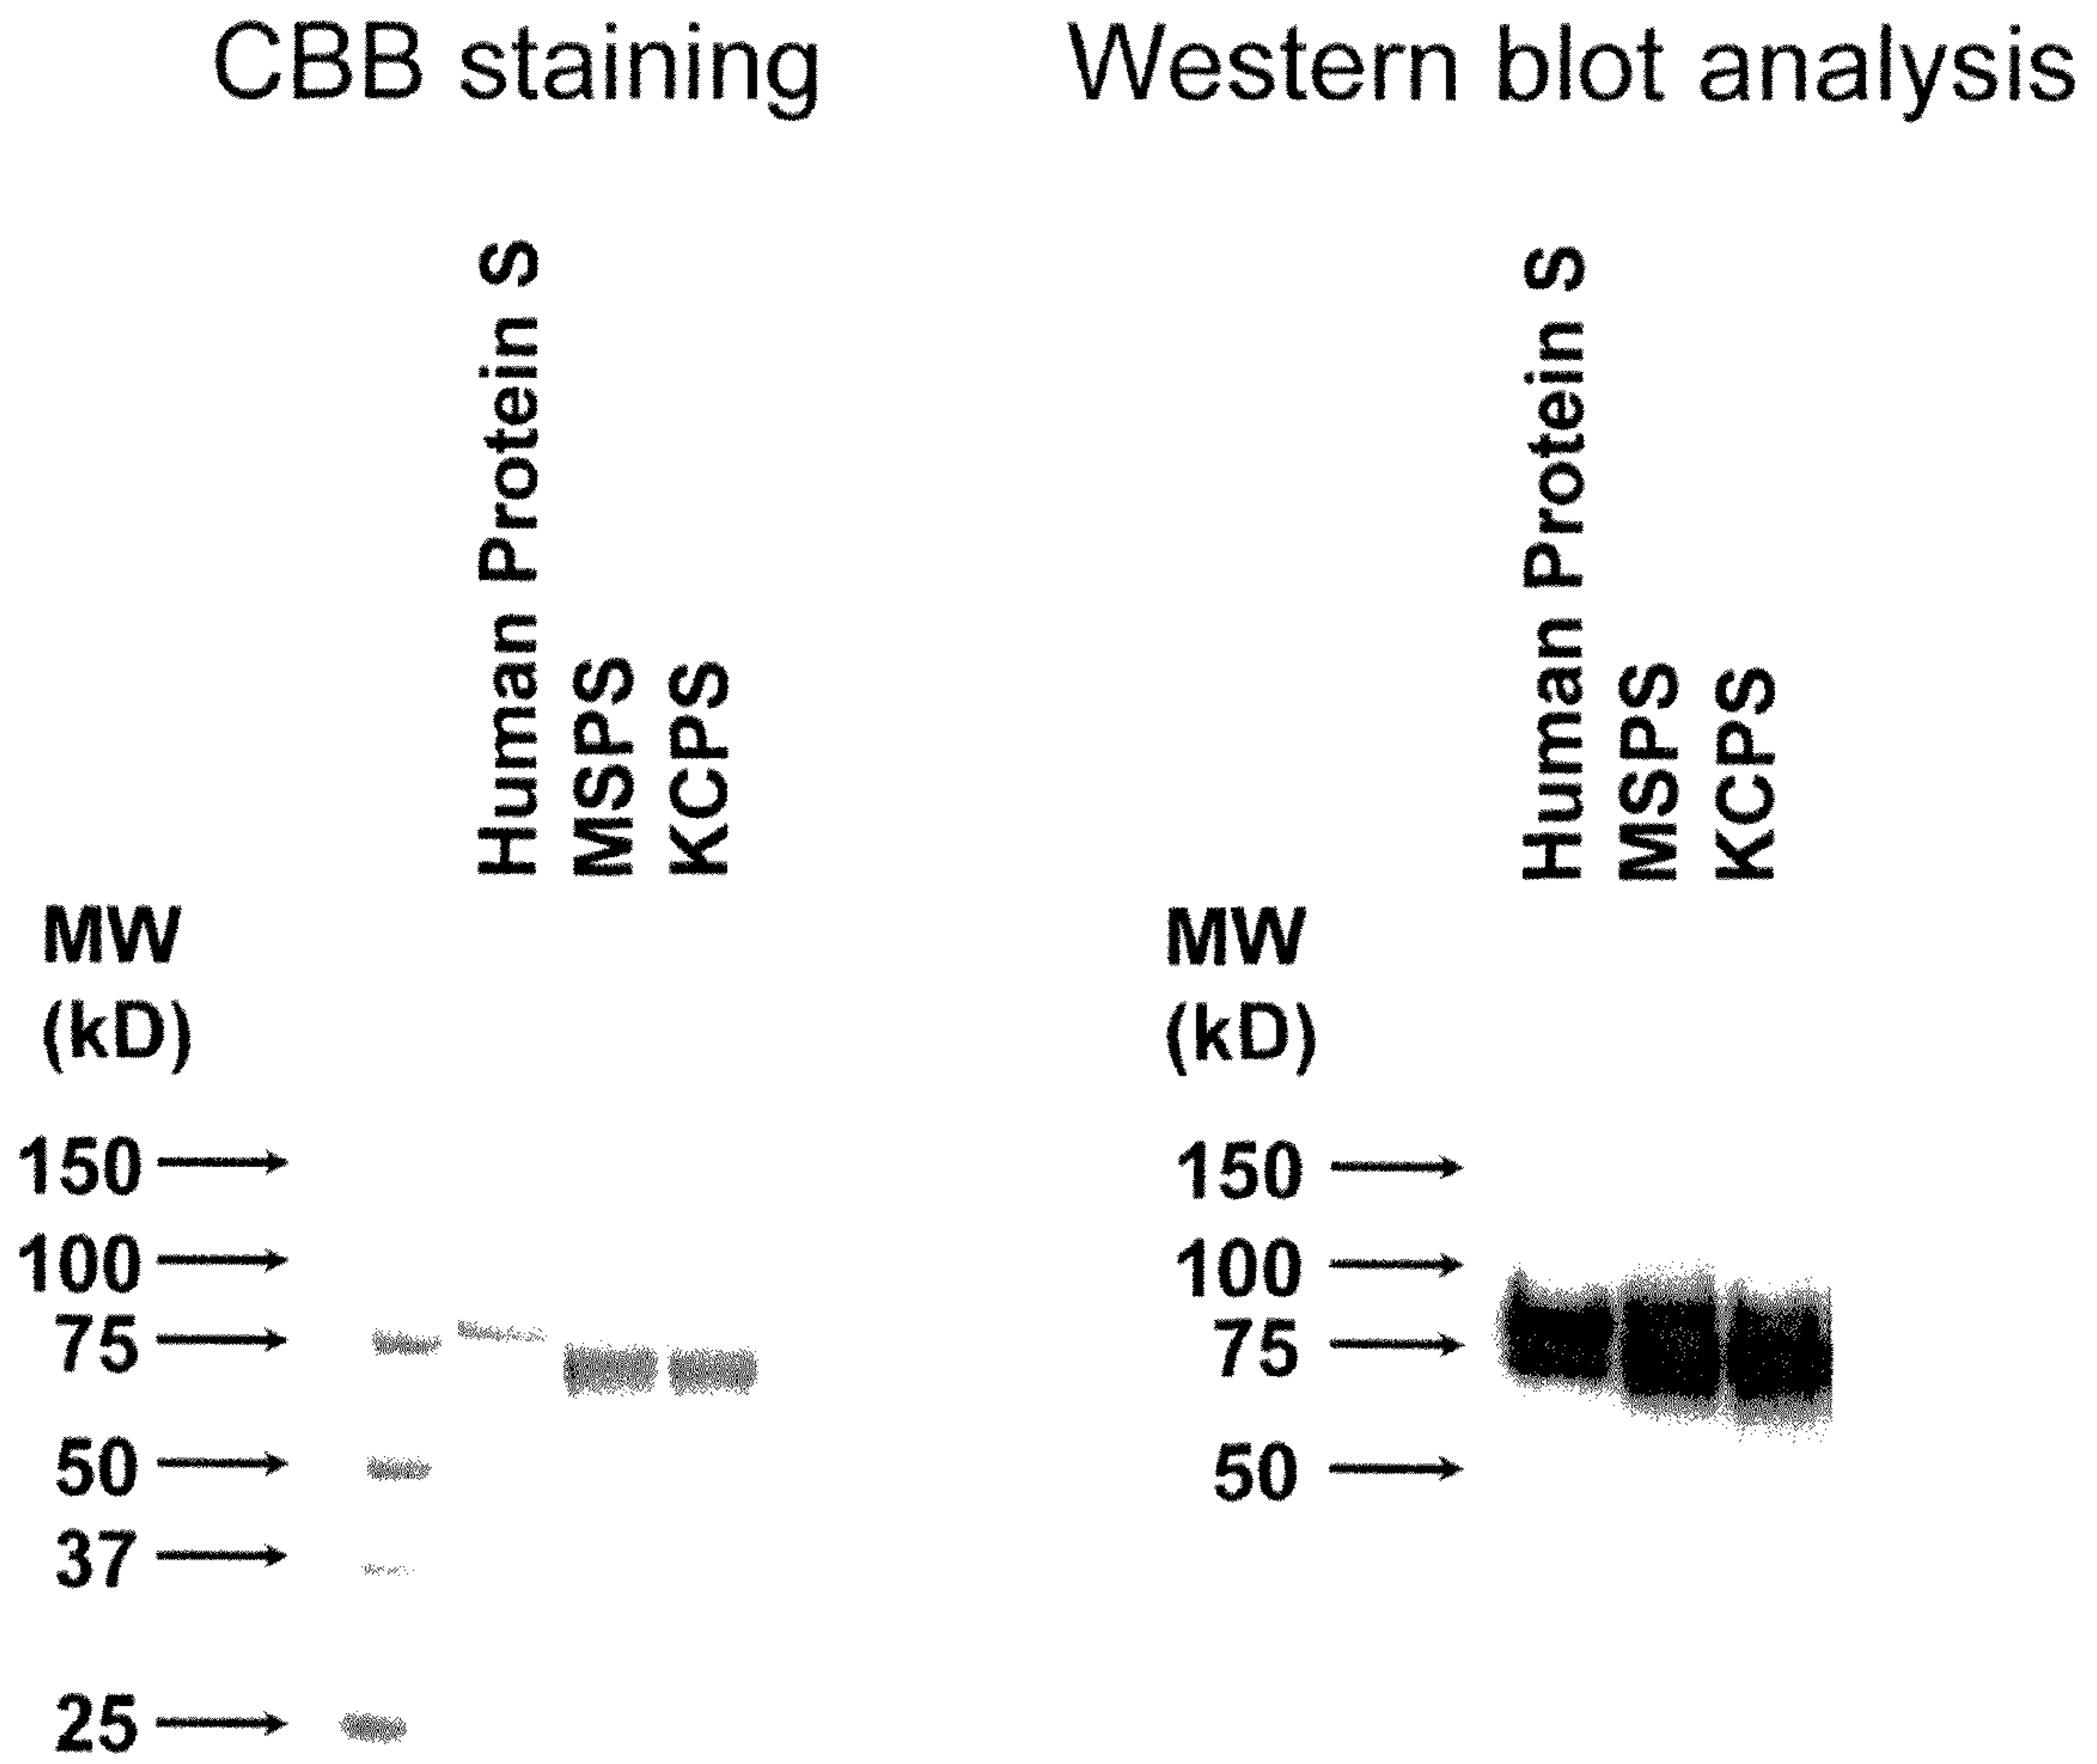 CBB staining
Human Protein S
MSPS
KCPS
MW
(kD)
150
100
75
50
37
25
Western blot analysis
Human Protein S
MSPS
KCPS
MW
(kD)
150
100
75
50